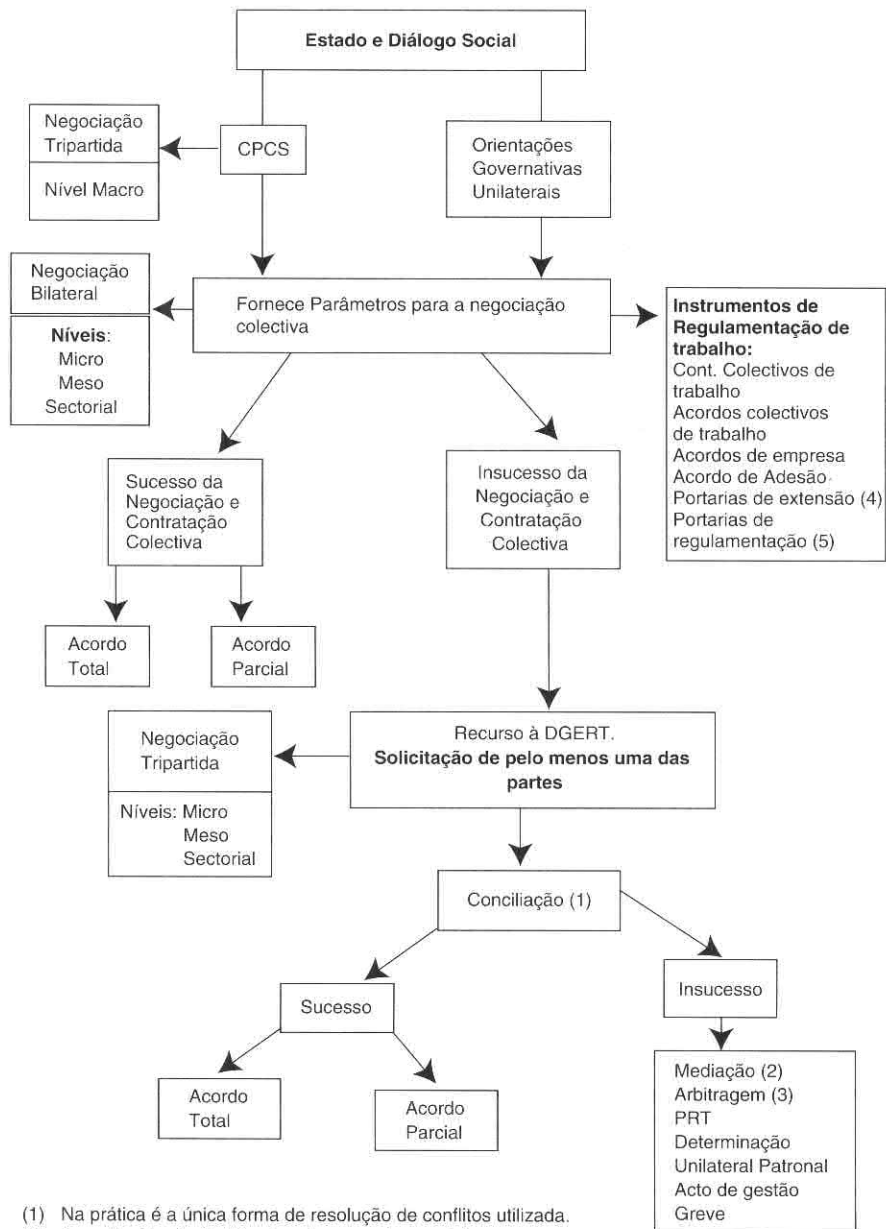 Estado e Diálogo Social
Negociação
Tripartida
Nível Macro
CPCS
Orientações
Governativas
Unilaterais
Negociação
Bilateral
Níveis:
Micro
Meso
Sectorial
Fornece Parâmetros para a negociação
colectiva
Instrumentos de
Regulamentação de
trabalho:
Cont. Colectivos de
trabalho
Acordos colectivos
de trabalho
Acordos de empresa
Acordo de Adesão
Portarias de extensão (4)
Portarias de
regulamentação (5)
Sucesso da
Negociação e
Contratação
Colectiva
Insucesso da
Negociação e
Contratação
Colectiva
Acordo
Total
Acordo
Parcial
Negociação
Tripartida
Níveis: Micro
Meso
Sectorial
Recurso à DGERT.
Solicitação de pelo menos uma das
partes
Conciliação (1)
Sucesso
Insucesso
Acordo
Total
Acordo
Parcial
Mediação (2)
Arbitragem (3)
PRT
Determinação
Unilateral Patronal
Acto de gestão
Greve
(1) Na prática é a única forma de resolução de conflitos utilizada.